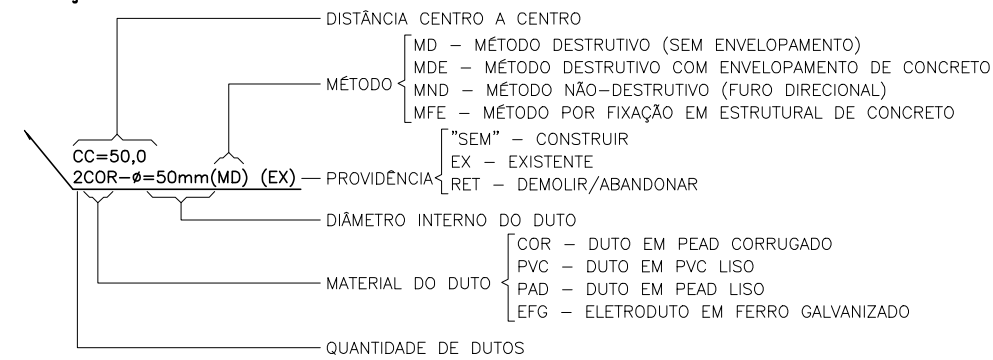 DISTÂNCIA CENTRO A CENTRO
MÉTODO
MD – MÉTODO DESTRUTIVO (SEM ENVELOPAMENTO)
MDE – MÉTODO DESTRUTIVO COM ENVELOPAMENTO DE CONCRETO
MND – MÉTODO NÃO–DESTRUTIVO (FURO DIRECIONAL)
MFE – MÉTODO POR FIXAÇÃO EM ESTRUTURAL DE CONCRETO
CC=50,0
2COR–ø=50mm(MD) (EX)
PROVIDÊNCIA
"SEM" – CONSTRUIR
EX – EXISTENTE
RET – DEMOLIR/ABANDONAR
DIÂMETRO INTERNO DO DUTO
MATERIAL DO DUTO
COR – DUTO EM PEAD CORRUGADO
PVC – DUTO EM PVC LISO
PAD – DUTO EM PEAD LISO
EFG – ELETRODUTO EM FERRO GALVANIZADO
QUANTIDADE DE DUTOS